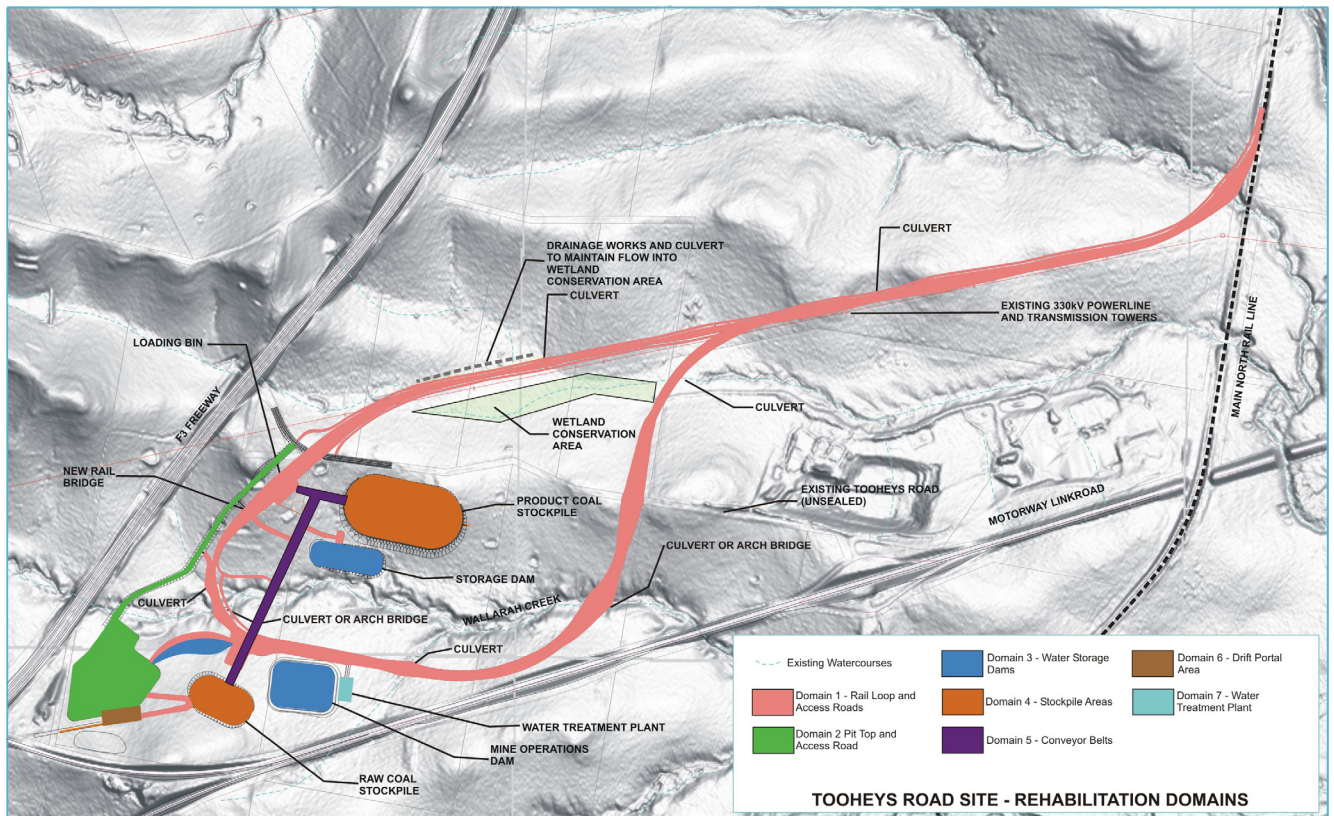 CULVERT
DRAINAGE WORKS AND CULVERT
TO MAINTAIN FLOW INTO
WETLAND
CONSERVATION AREA
CULVERT
EXISTING 330kV POWERLINE
AND TRANSMISSION TOWERS
LOADING BIN
MAIN NORTH RAIL LINE
F3 FREEWAY
CULVERT
WETLAND
CONSERVATION
AREA
NEW RAIL
BRIDGE
PRODUCT COAL
STOCKPILE
EXISTING TOOHEYS ROAD
(UNSEALED)
MOTORWAY LINKROAD
CULVERT OR ARCH BRIDGE
STORAGE DAM
CULVERT
WALLARAH CREEK
CULVERT OR ARCH BRIDGE
CULVERT
WATER TREATMENT PLANT
MINE OPERATIONS
DAM
RAW COAL
STOCKPILE
Existing Watercourses
Domain 1 - Rail Loop and
Access Roads
Domain 2 Pit Top and
Access Road
Domain 3 - Water Storage
Dams
Domain 4 - Stockpile Areas
Domain 5 - Conveyor Belts
Domain 6 - Drift Portal
Area
Domain 7 - Water
Treatment Plant
TOOHEYS ROAD SITE - REHABILITATION DOMAINS